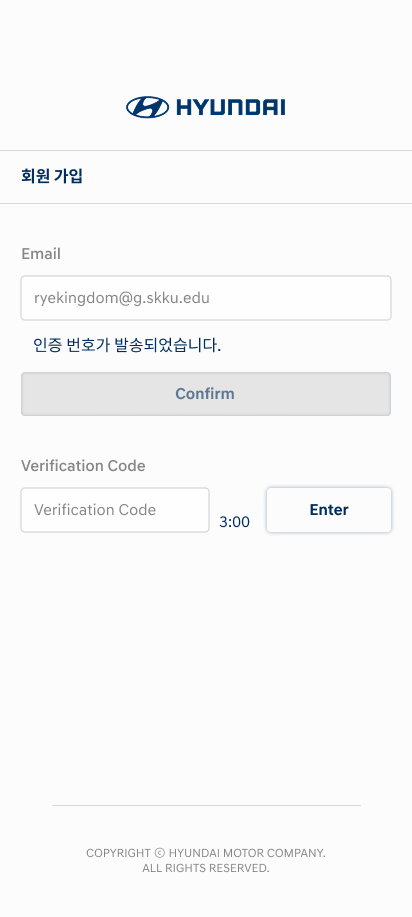 HYUNDAI
회원 가입
Email
ryekingdom@g.skku.edu
인증 번호가 발송되었습니다.
Confirm
Verification Code
Verification Code
3:00
Enter
COPYRIGHT ⓒ HYUNDAI MOTOR COMPANY.
ALL RIGHTS RESERVED.